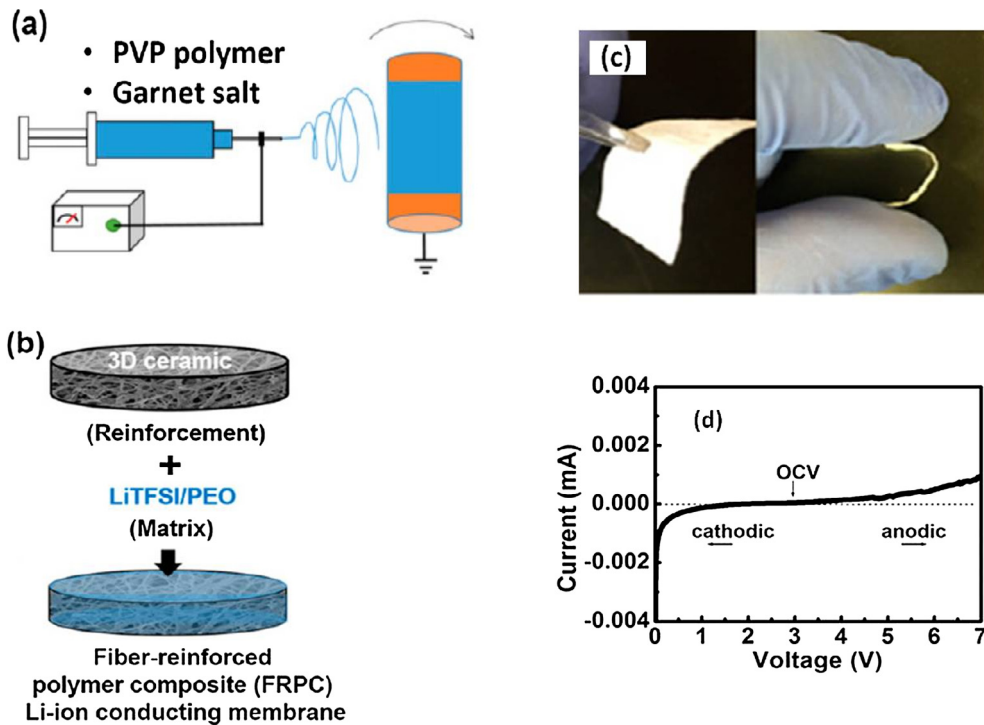 (a)
• PVP polymer
• Garnet salt
(b)
3D ceramic
(Reinforcement)
+
LiTFSI/PEO
(Matrix)
Fiber-reinforced
polymer composite (FRPC)
Li-ion conducting membrane
(c)
(d)
0.004
0.002
0.000
-0.002
-0.004
Current (mA)
OCV
cathodic
anodic
0 1 2 3 4 5 6 7
Voltage (V)